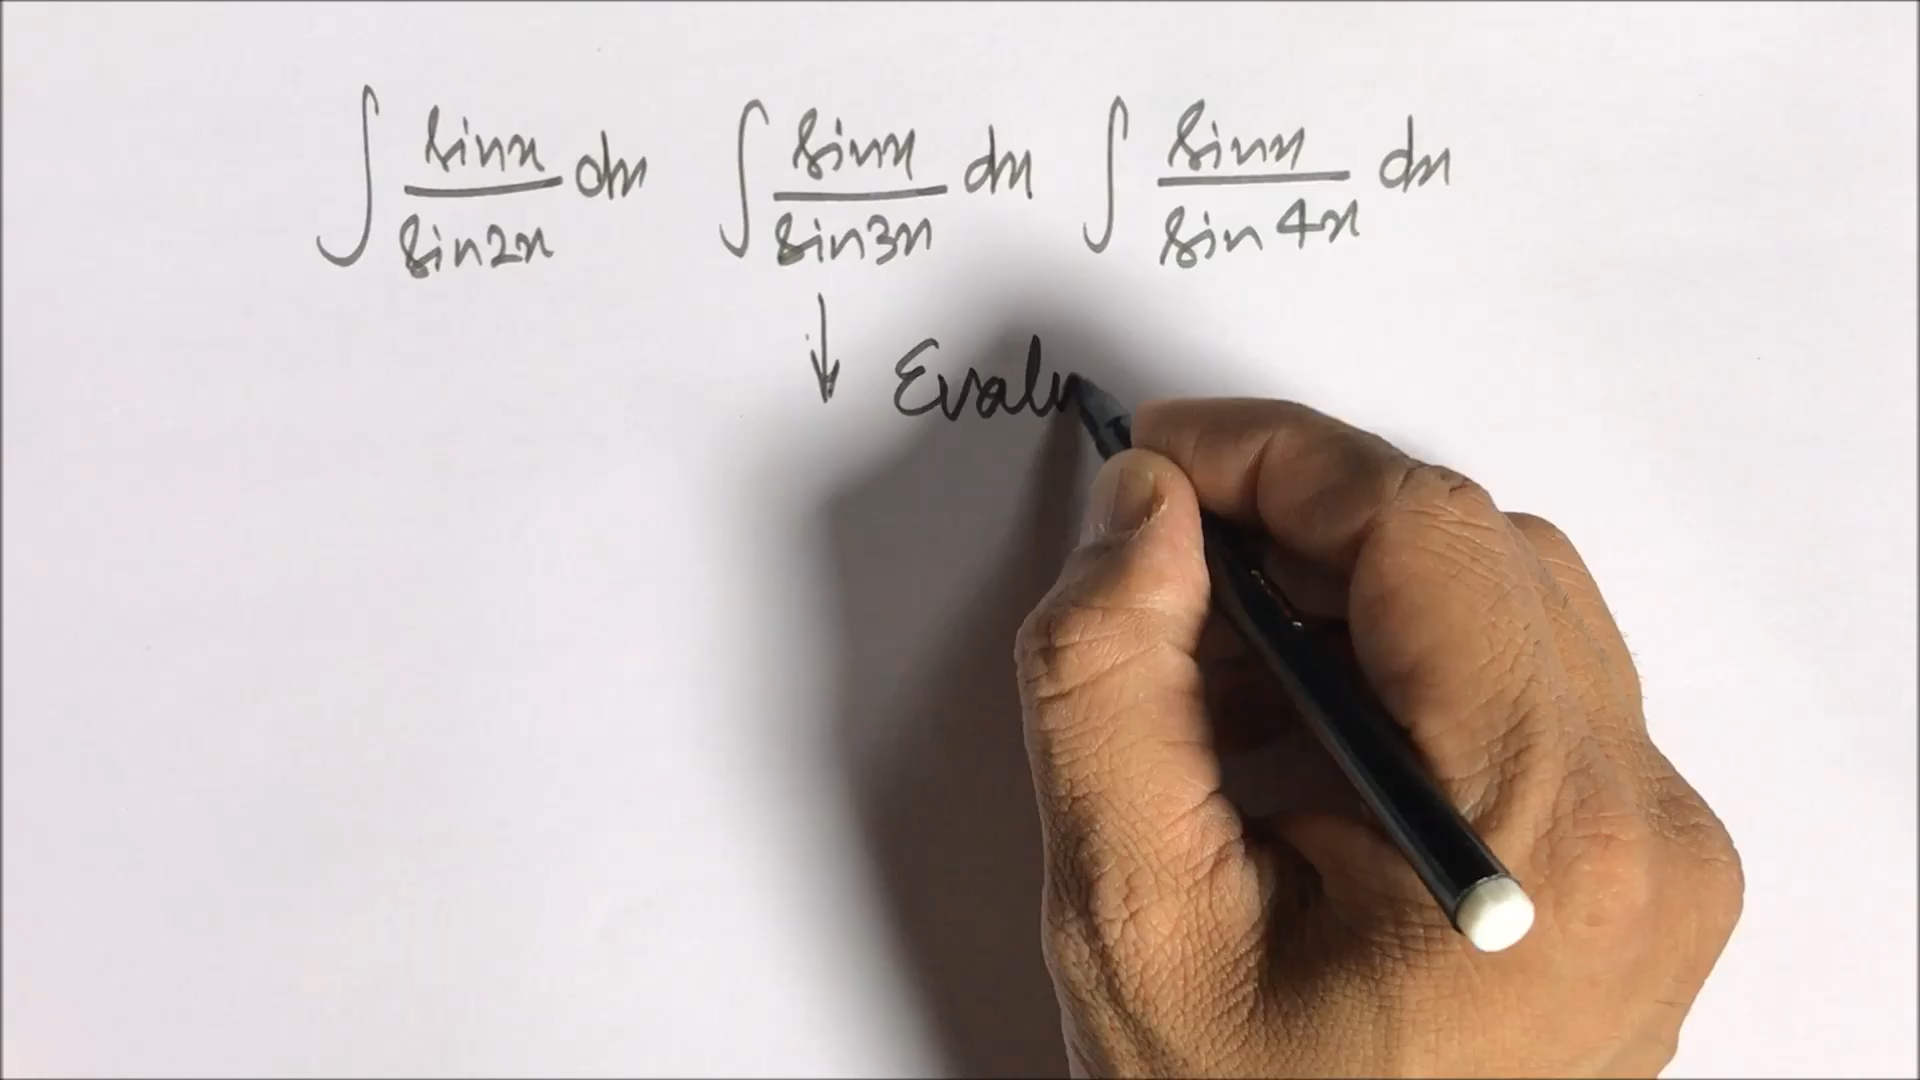 ∫ sinx/sin2x dx ∫ sinx/sin3x dx ∫ sinx/sin4x dx
↓ Evalu